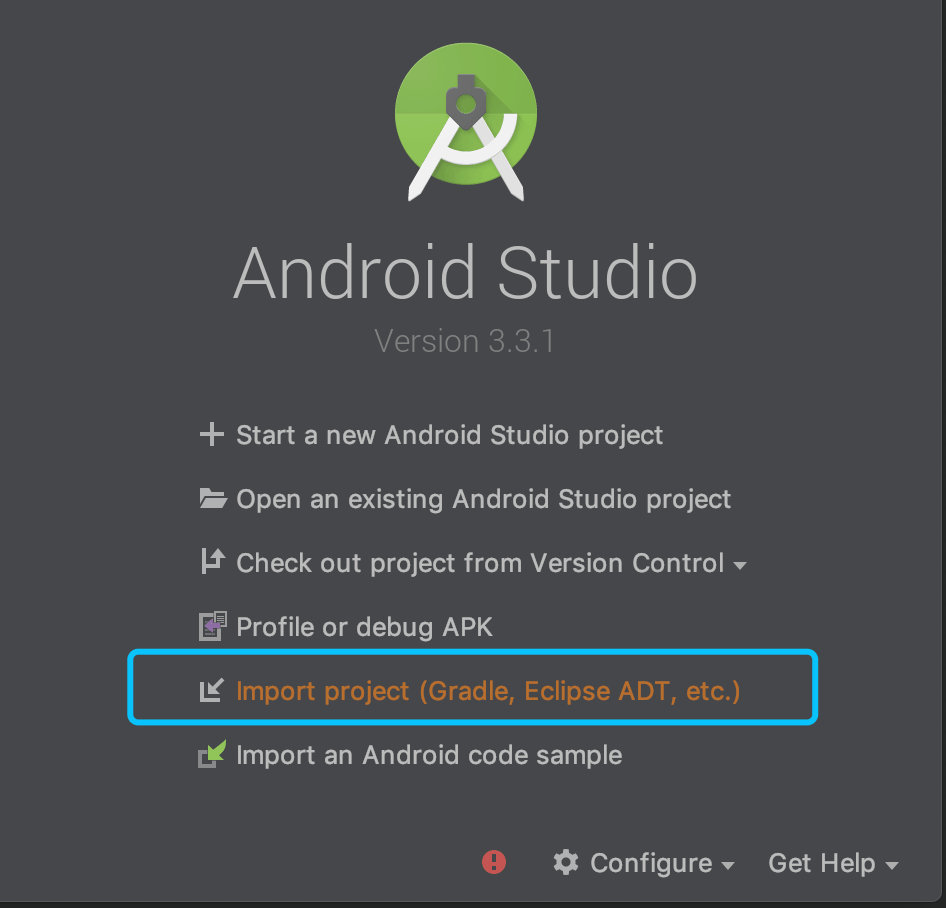 Android Studio
Version 3.3.1
Start a new Android Studio project
Open an existing Android Studio project
Check out project from Version Control
Profile or debug APK
Import project (Gradle, Eclipse ADT, etc.)
Import an Android code sample
Configure
Get Help